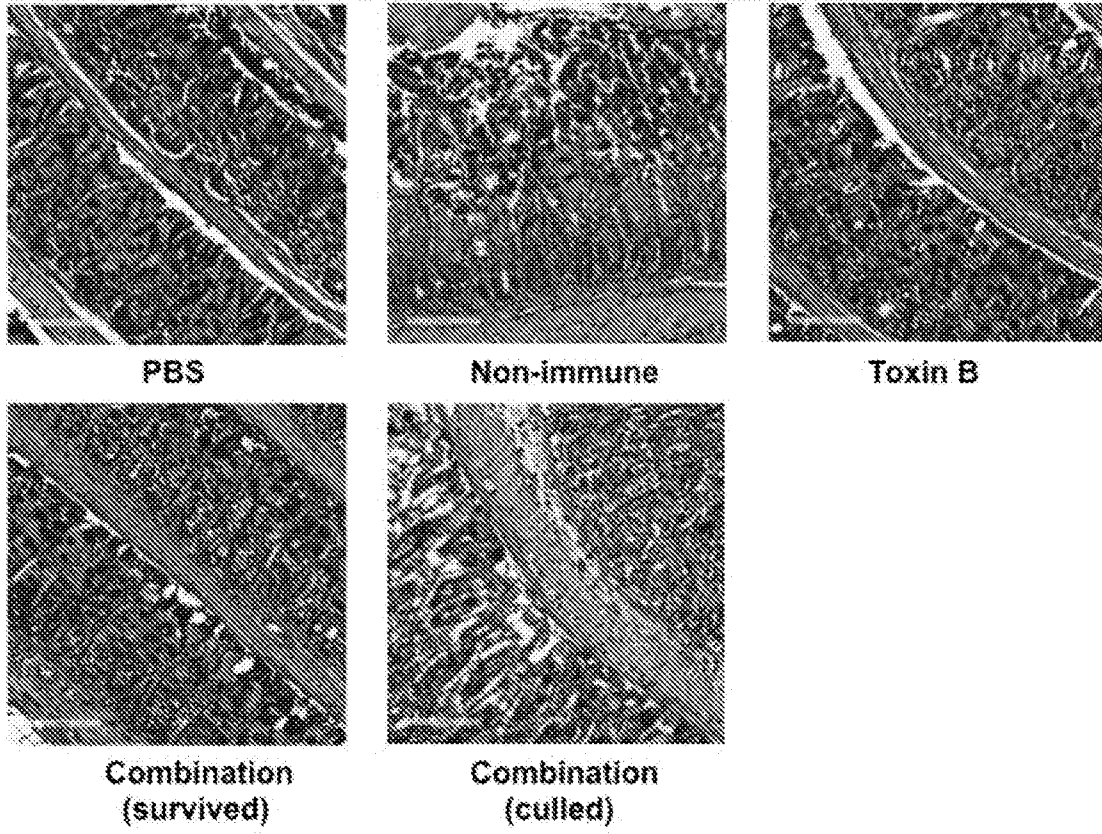 PBS
Non-immune
Toxin B
Combination
(survived)
Combination
(culled)